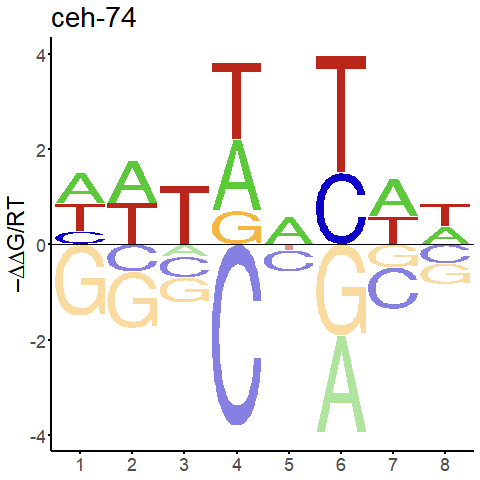 ceh-74
−ΔΔG/RT
4
2
0
-2
-4
A T C G
A T C G
T A C G
T A G C
A T C
T C G A
A T G C
T A C G
1 2 3 4 5 6 7 8